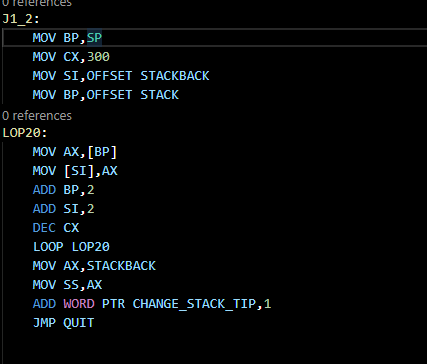 0 references
J1_2:
MOV BP,SP
MOV CX,300
MOV SI,OFFSET STACKBACK
MOV BP,OFFSET STACK
0 references
LOP20:
MOV AX,[BP]
MOV [SI],AX
ADD BP,2
ADD SI,2
DEC CX
LOOP LOP20
MOV AX,STACKBACK
MOV SS,AX
ADD WORD PTR CHANGE_STACK_TIP,1
JMP QUIT